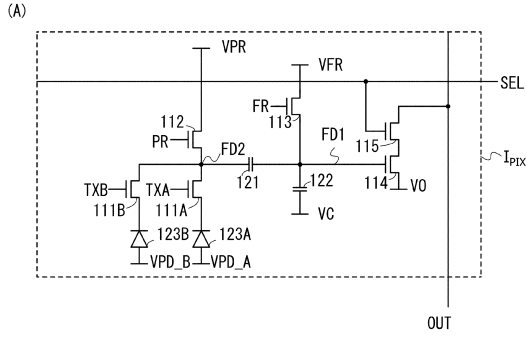 (A)
VPR
VFR
SEL
112
FR
113
PR
FD2
FD1
115
IPIX
121
122
114
VO
TXB
TXA
111B
111A
VC
123B
123A
VPD_B
VPD_A
OUT